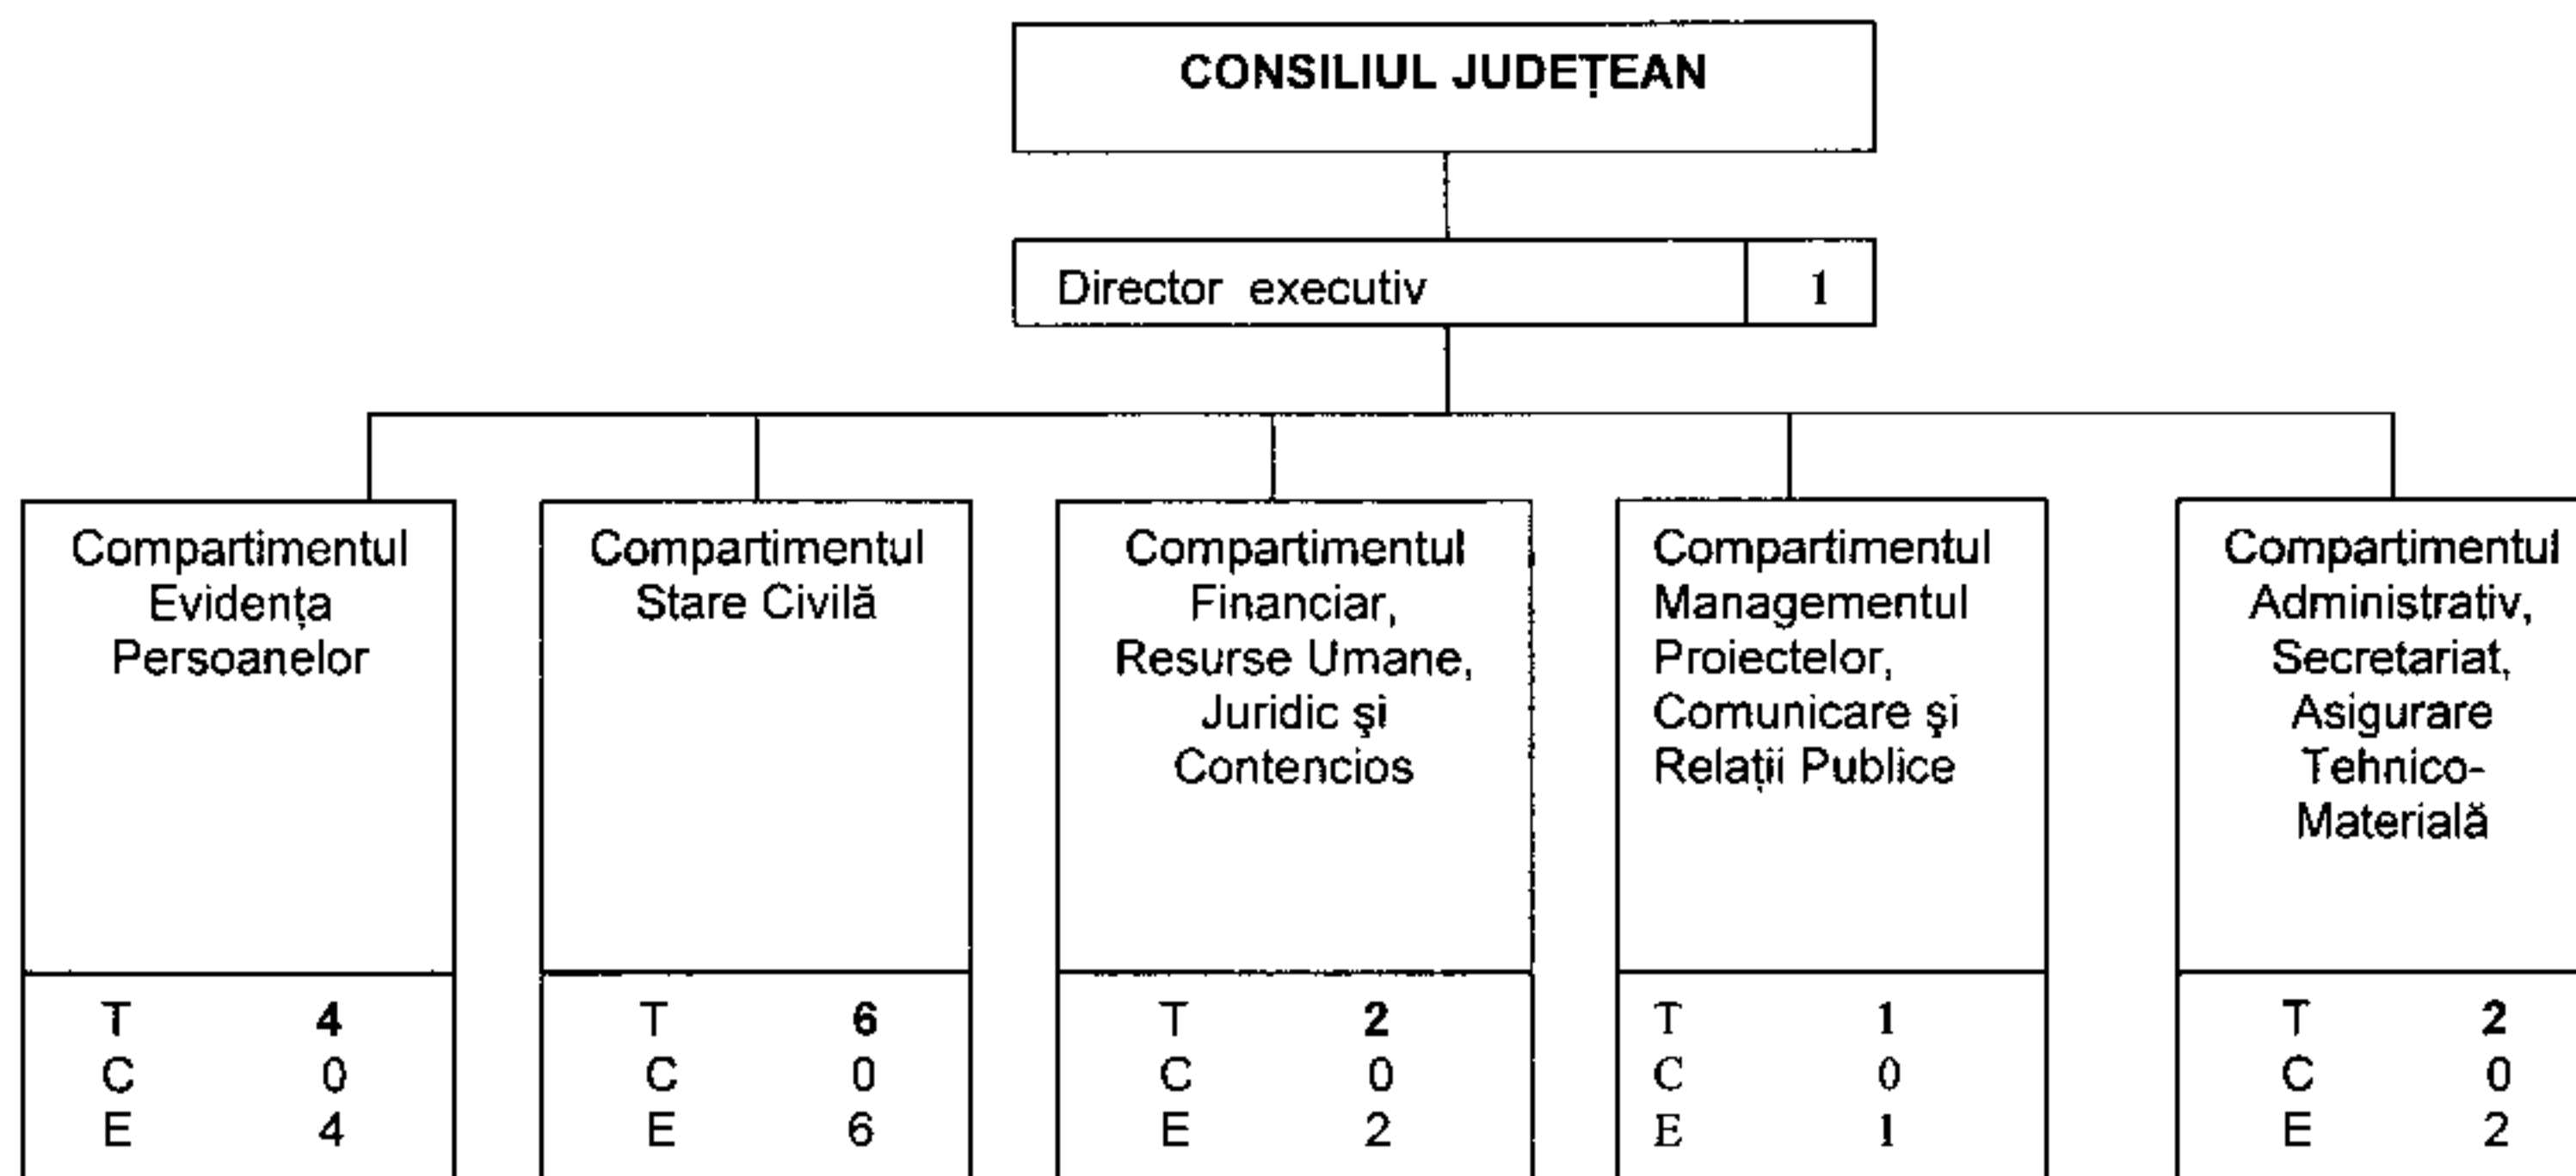 CONSILIUL JUDEȚEAN
Director executiv 1
Compartimentul
Evidența
Persoanelor
T 4
C 0
E 4
Compartimentul
Stare Civilă
T 6
C 0
E 6
Compartimentul
Financiar,
Resurse Umane,
Juridic şi
Contencios
T 2
C 0
E 2
Compartimentul
Managementul
Proiectelor,
Comunicare şi
Relații Publice
T 1
C 0
E 1
Compartimentul
Administrativ,
Secretariat,
Asigurare
Tehnico-
Materială
T 2
C 0
E 2